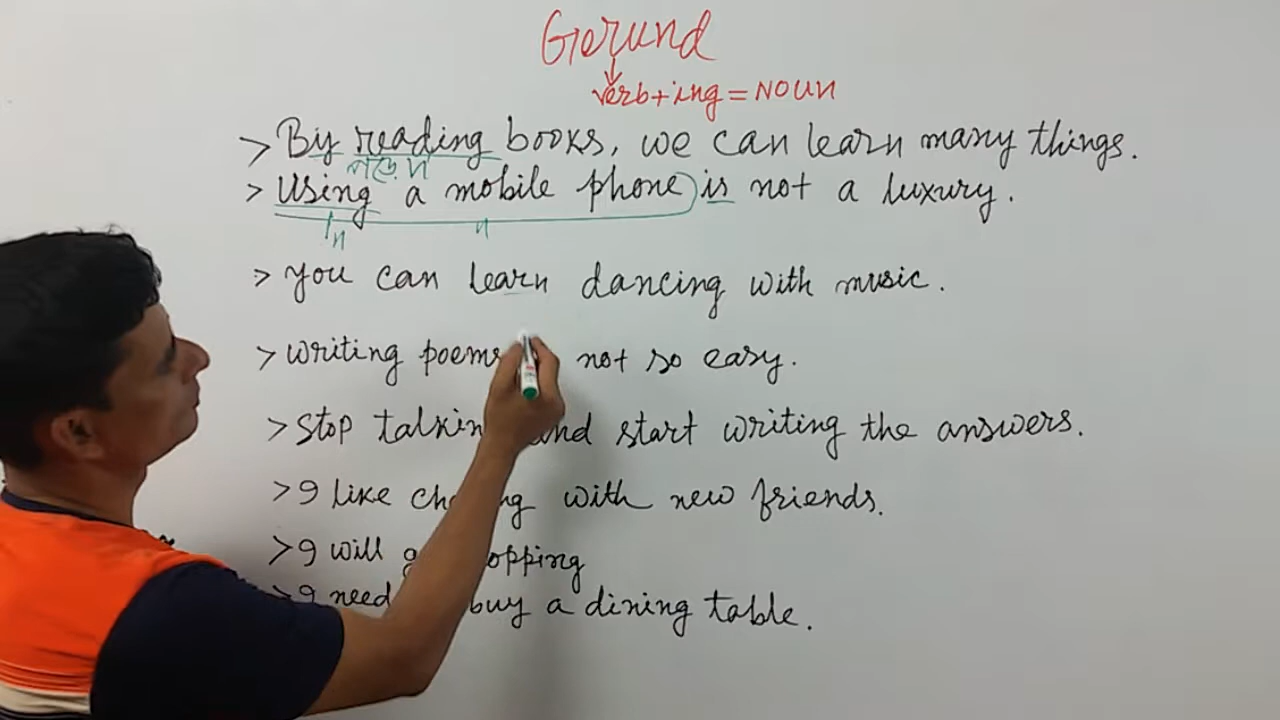 Gerund
verb+ing = NOUN
> By reading books, we can learn many things.
> Using a mobile phone is not a luxury.
n n
> you can learn dancing with music.
> writing poems not so easy.
> stop talkin and start writing the answers.
> I like ch ng with new friends.
> I will g opping
> I need buy a dining table.